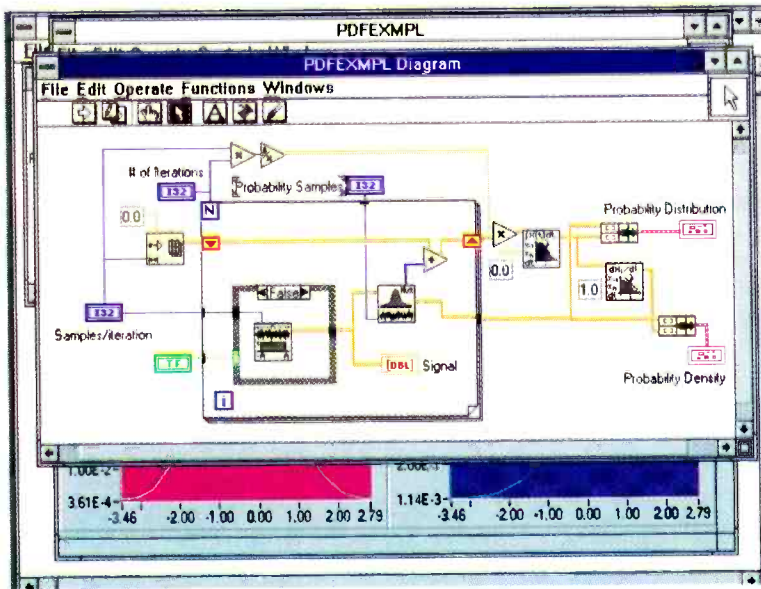 PDFEXMPL
PDFEXMPL Diagram
File Edit Operate Functions Windows
# of Iterations
I32
Probability Samples
I32
N
0.0
Probability Distribution
0.0
1.0
False
I32
Samples/iteration
TF
[DBL]
Signal
Probability Density
i
1.00E-2
3.61E-4
-3.46 -2.00 -1.00 0.00 1.00 2.00 2.79
1.14E-3
-3.46 -2.00 -1.00 0.00 1.00 2.00 2.79